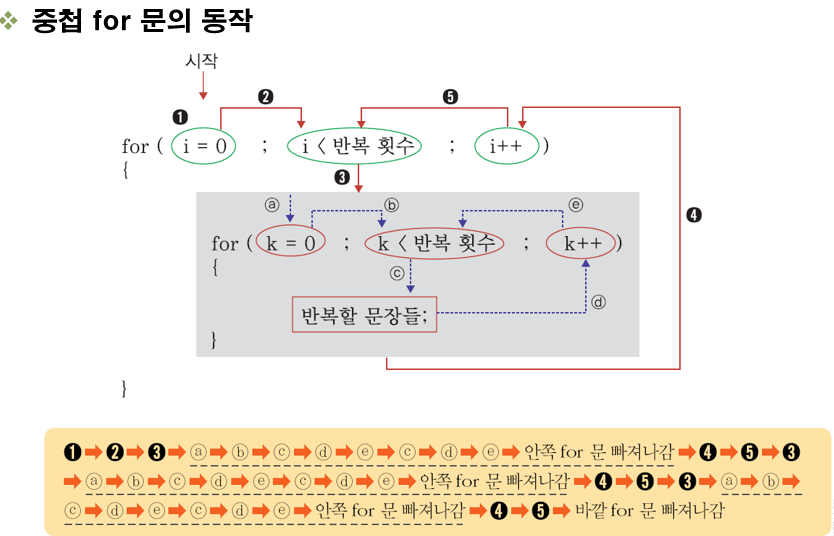 ❖ 중첩 for 문의 동작
시작
❷ ❺
❶
for ( i = 0 ; i < 반복 횟수 ; i++ )
{
❸
ⓐ ⓑ ⓔ
❹
for ( k = 0 ; k < 반복 횟수 ; k++ )
{
ⓒ
반복할 문장들;
ⓓ
}
}
❶ ➡ ❷ ➡ ❸ ➡ ⓐ ➡ ⓑ ➡ ⓒ ➡ ⓓ ➡ ⓔ ➡ ⓒ ➡ ⓓ ➡ ⓔ ➡ 안쪽 for 문 빠져나감 ➡ ❹ ➡ ❺ ➡ ❸
➡ ⓐ ➡ ⓑ ➡ ⓒ ➡ ⓓ ➡ ⓔ ➡ ⓒ ➡ ⓓ ➡ ⓔ ➡ 안쪽 for 문 빠져나감 ➡ ❹ ➡ ❺ ➡ ❸ ➡ ⓐ ➡ ⓑ ➡
ⓒ ➡ ⓓ ➡ ⓔ ➡ ⓒ ➡ ⓓ ➡ ⓔ ➡ 안쪽 for 문 빠져나감 ➡ ❹ ➡ ❺ ➡ 바깥 for 문 빠져나감